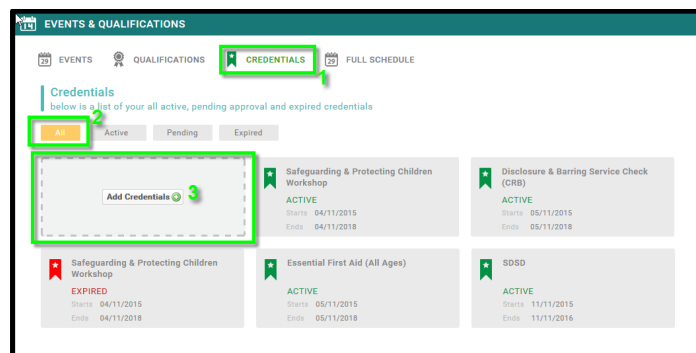 EVENTS & QUALIFICATIONS
29 EVENTS QUALIFICATIONS CREDENTIALS 29 FULL SCHEDULE
1
Credentials
below is a list of your all active, pending approval and expired credentials
2
All Active Pending Expired
Add Credentials 3
Safeguarding & Protecting Children
Workshop
ACTIVE
Starts 04/11/2015
Ends 04/11/2018
Disclosure & Barring Service Check
(CRB)
ACTIVE
Starts 05/11/2015
Ends 05/11/2018
Safeguarding & Protecting Children
Workshop
EXPIRED
Starts 04/11/2015
Ends 04/11/2018
Essential First Aid (All Ages)
ACTIVE
Starts 05/11/2015
Ends 05/11/2018
SDSD
ACTIVE
Starts 11/11/2015
Ends 11/11/2016